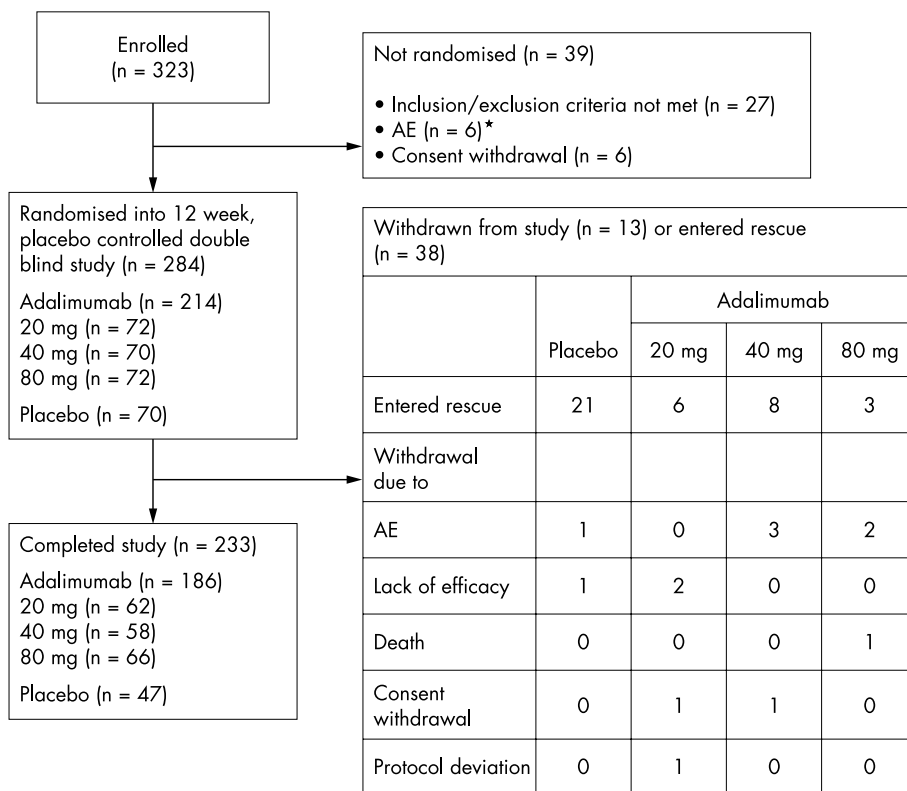 Enrolled
(n = 323)
Not randomised (n = 39)
• Inclusion/exclusion criteria not met (n = 27)
• AE (n = 6)★
• Consent withdrawal (n = 6)
Randomised into 12 week,
placebo controlled double
blind study (n = 284)
Adalimumab (n = 214)
20 mg (n = 72)
40 mg (n = 70)
80 mg (n = 72)
Placebo (n = 70)
Withdrawn from study (n = 13) or entered rescue
(n = 38)
Adalimumab
Placebo 20 mg 40 mg 80 mg
Entered rescue 21 6 8 3
Withdrawal
due to
AE 1 0 3 2
Lack of efficacy 1 2 0 0
Death 0 0 0 1
Consent
withdrawal 0 1 1 0
Protocol deviation 0 1 0 0
Completed study (n = 233)
Adalimumab (n = 186)
20 mg (n = 62)
40 mg (n = 58)
80 mg (n = 66)
Placebo (n = 47)